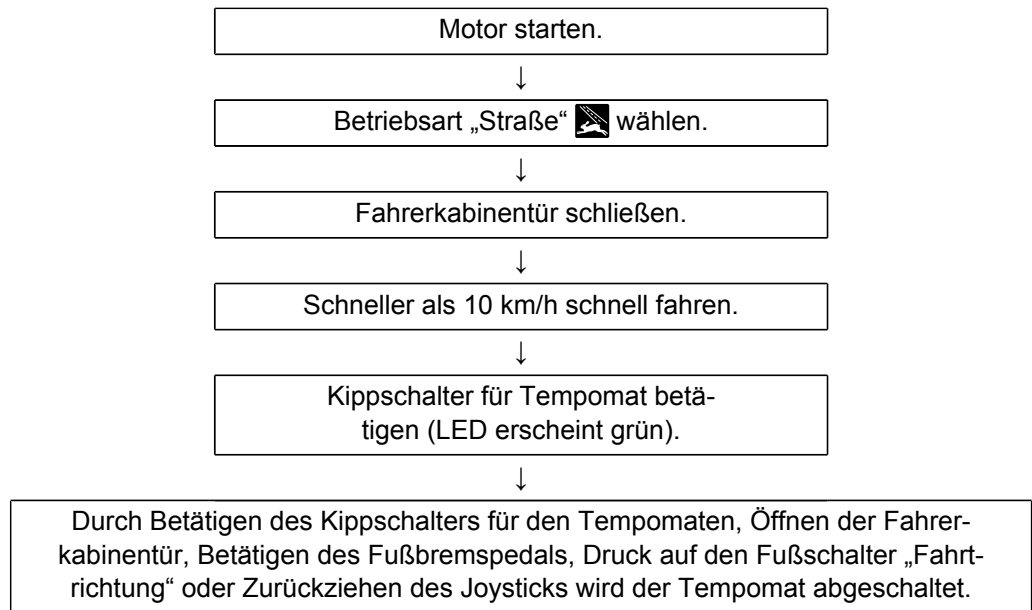 Motor starten.
↓
Betriebsart „Straße“ wählen.
↓
Fahrerkabinentür schließen.
↓
Schneller als 10 km/h schnell fahren.
↓
Kippschalter für Tempomat betä-
tigen (LED erscheint grün).
↓
Durch Betätigen des Kippschalters für den Tempomaten, Öffnen der Fahrer-
kabinentür, Betätigen des Fußbremspedals, Druck auf den Fußschalter „Fahrt-
richtung“ oder Zurückziehen des Joysticks wird der Tempomat abgeschaltet.